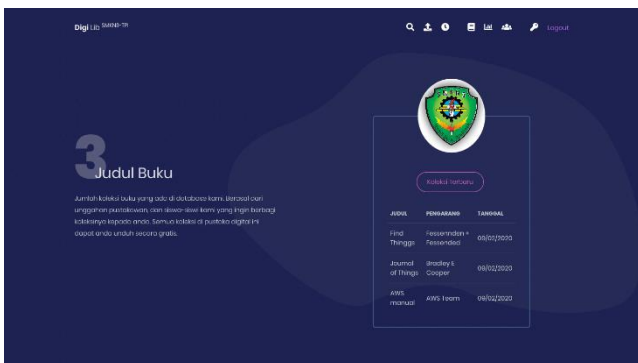 Digi Lib SMKN3-TP
Logout
3
Judul Buku
Jumlah koleksi buku yang ada di database kami. Berasal dari
unggahan pustakawan, dan siswa-siswi kami yang ingin berbagi
koleksinya kepada anda. Semua koleksi di pustaka digital ini
dapat anda unduh secara gratis.
Koleksi Terbaru
JUDUL PENGARANG TANGGAL
Find Thinggs Fessennden + Fessended 09/02/2020
Journal of Things Bradley E Cooper 09/02/2020
AWS manual AWS Team 09/02/2020